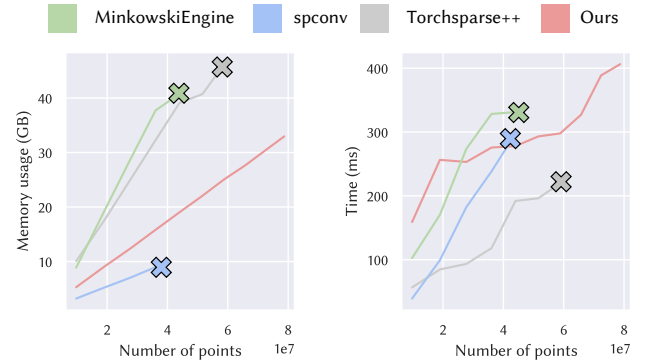 MinkowskiEngine spconv Torchsparse++ Ours
Memory usage (GB)
40
30
20
10
2 4 6 8
1e7
Number of points
Time (ms)
400
300
200
100
2 4 6 8
1e7
Number of points